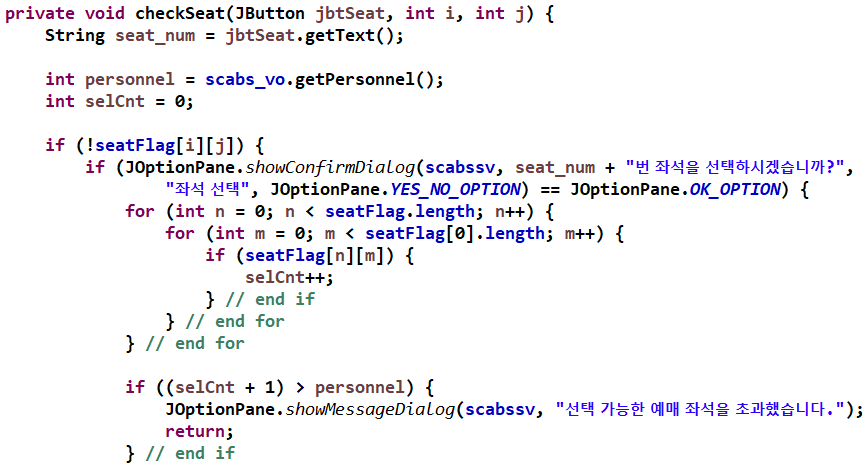 private void checkSeat(JButton jbtSeat, int i, int j) {
String seat_num = jbtSeat.getText();
int personnel = scabs_vo.getPersonnel();
int selCnt = 0;
if (!seatFlag[i][j]) {
if (JOptionPane.showConfirmDialog(scabssv, seat_num + "번 좌석을 선택하시겠습니까?",
"좌석 선택", JOptionPane.YES_NO_OPTION) == JOptionPane.OK_OPTION) {
for (int n = 0; n < seatFlag.length; n++) {
for (int m = 0; m < seatFlag[0].length; m++) {
if (seatFlag[n][m]) {
selCnt++;
} // end if
} // end for
} // end for
if ((selCnt + 1) > personnel) {
JOptionPane.showMessageDialog(scabssv, "선택 가능한 예매 좌석을 초과했습니다.");
return;
} // end if